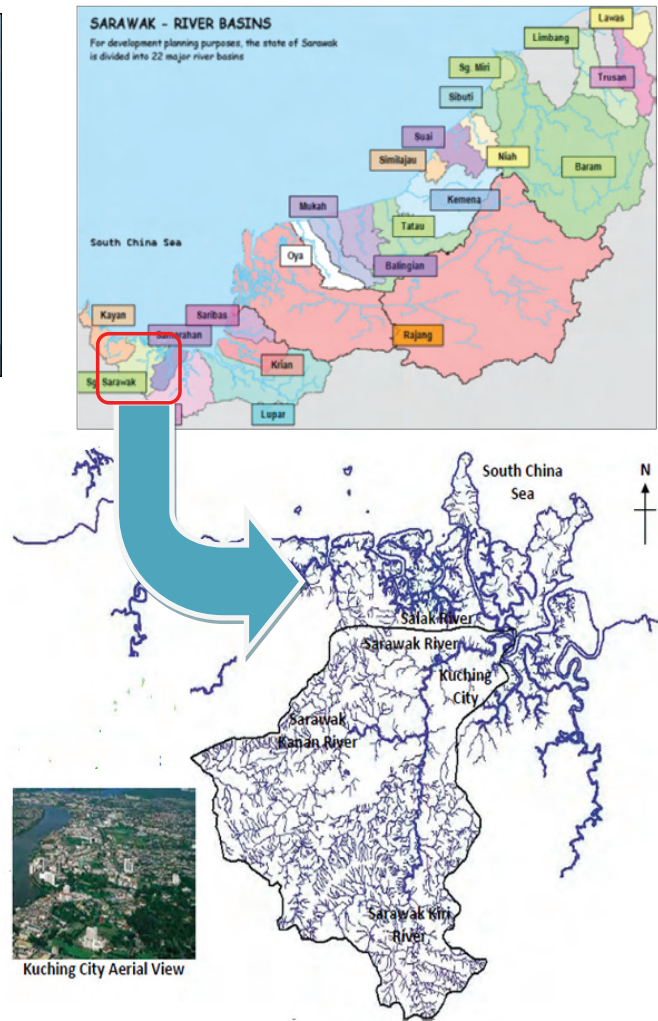 SARAWAK - RIVER BASINS
For development planning purposes, the state of Sarawak
is divided into 22 major river basins
Lawas
Limbang
Trusan
Sg. Miri
Sibuti
Suai
Similajau
Niah
Baram
Kemena
Mukah
Tatau
South China Sea
Oya
Balingian
Kayan
Saribas
Samarahan
Rajang
Krian
Sg. Sarawak
Lupar
South China
Sea
N
Salak River
Sarawak River
Kuching
City
Sarawak
Kanan River
Sarawak Kiri
River
Kuching City Aerial View